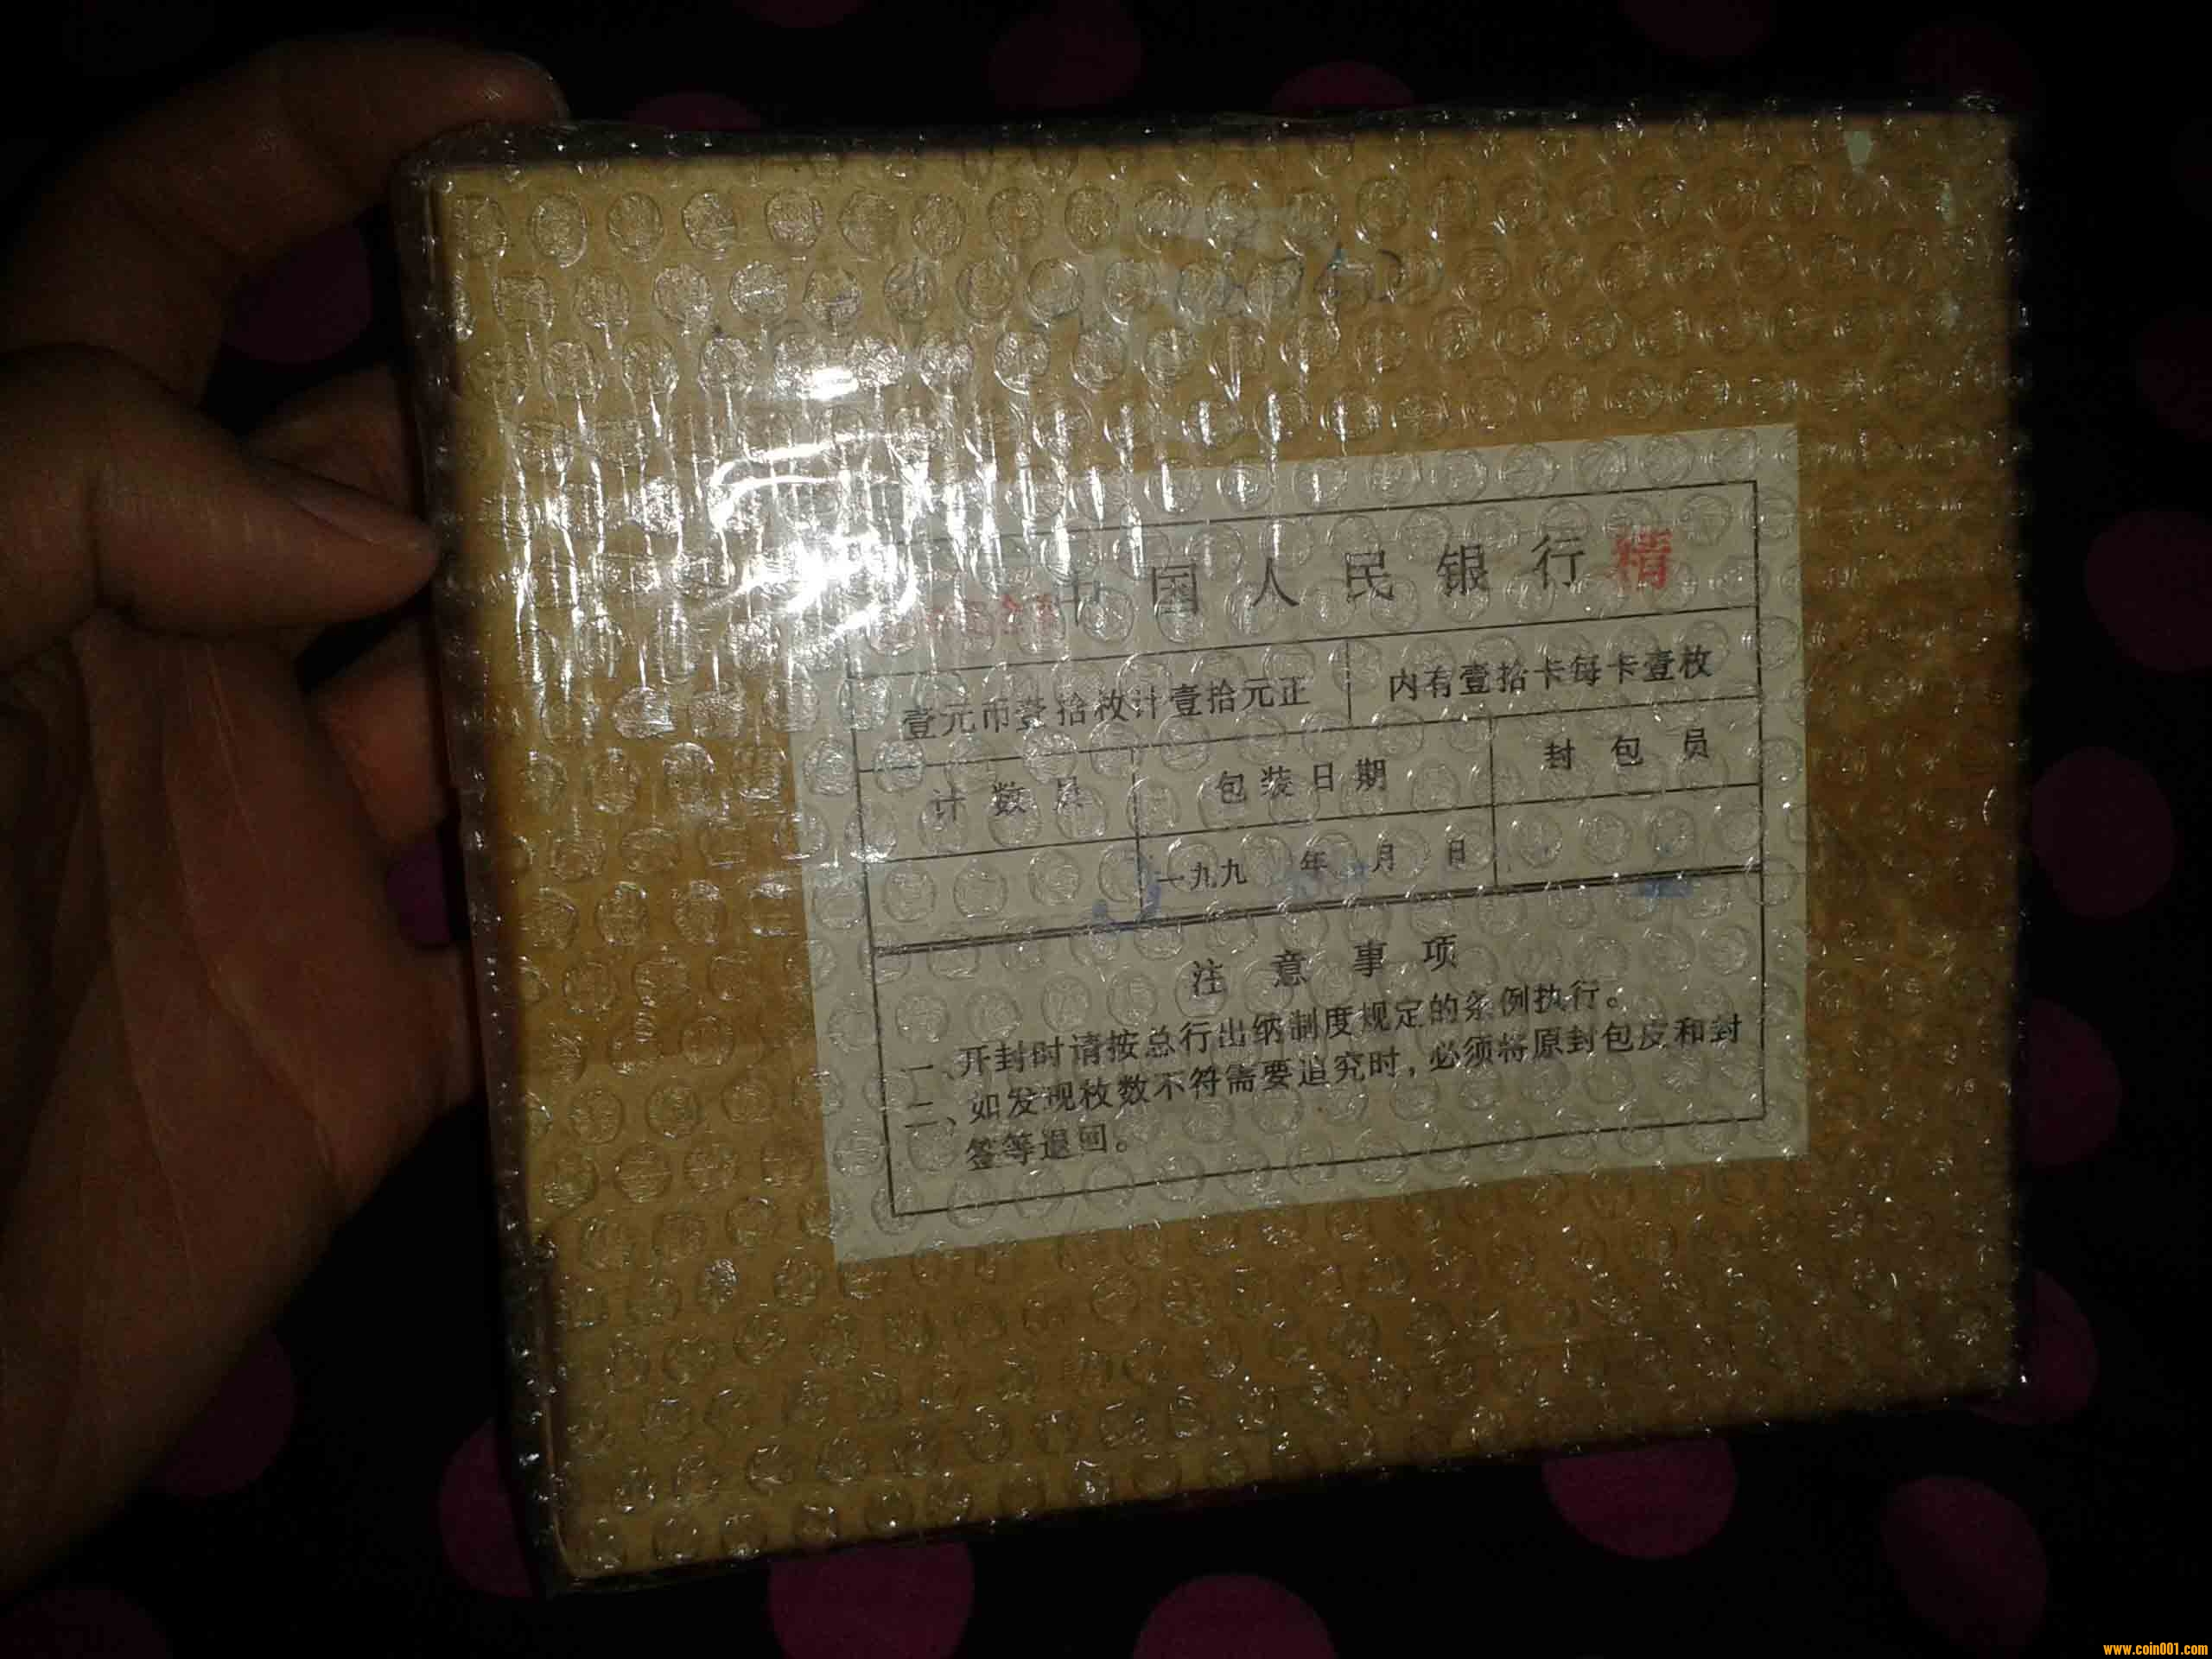 中国人民银行 精
壹元币壹拾枚计壹拾元正 内有壹拾卡每卡壹枚
计数员 包装日期 封包员
一九九 年 月 日
注意事项
一、开封时请按总行出纳制度规定的条例执行。
二、如发现枚数不符需要追究时，必须将原封包皮和封
签等退回。
www.coin001.com